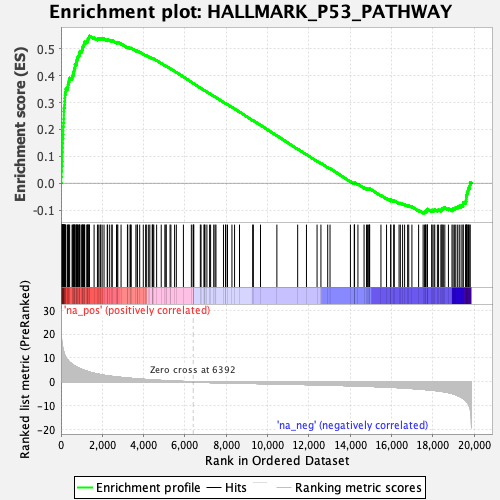 Enrichment plot: HALLMARK_P53_PATHWAY
Enrichment score (ES)
0.5
0.4
0.3
0.2
0.1
0.0
-0.1
Ranked list metric (PreRanked)
30
20
10
0
-10
-20
'na_pos' (positively correlated)
Zero cross at 6392
'na_neg' (negatively correlated)
0 2,000 4,000 6,000 8,000 10,000 12,000 14,000 16,000 18,000 20,000
Rank in Ordered Dataset
Enrichment profile Hits Ranking metric scores